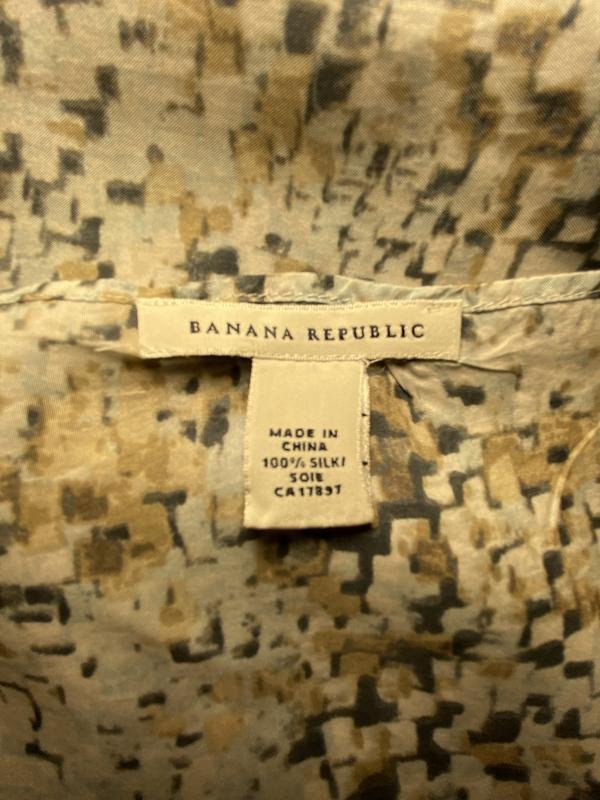 BANANA REPUBLIC
MADE IN
CHINA
100% SILK/
SOIE
CA17897